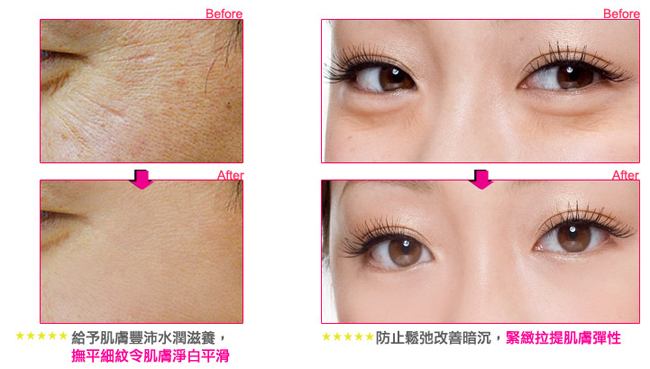 Before
Before
After
After
★★★★★ 給予肌膚豐沛水潤滋養，
撫平細紋令肌膚淨白平滑
★★★★★ 防止鬆弛改善暗沉，緊緻拉提肌膚彈性